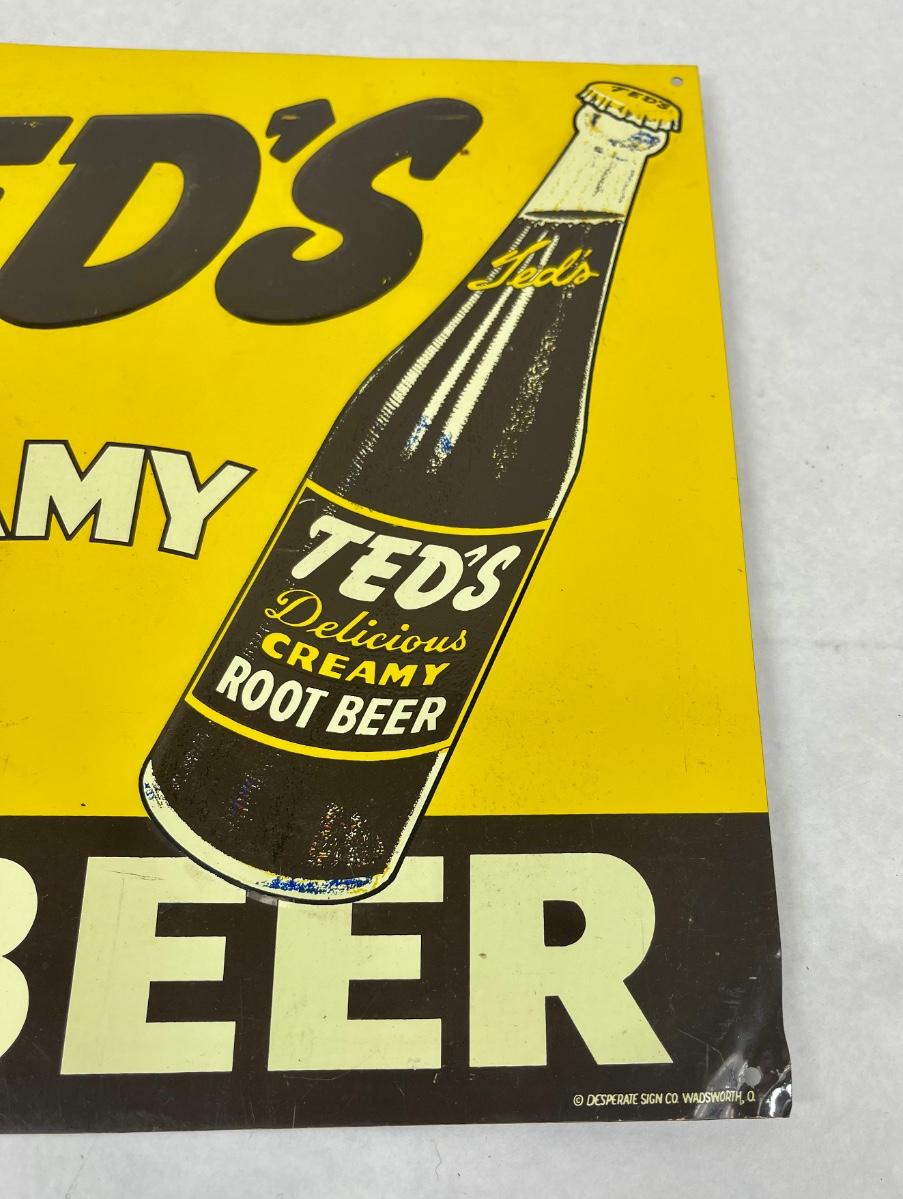 ED'S
TED'S
Ted's
AMY
TED'S
Delicious
CREAMY
ROOT BEER
BEER
© DESPERATE SIGN CO. WADSWORTH, O.